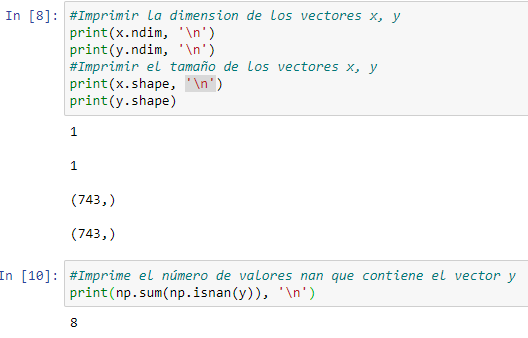 In [8]: #Imprimir la dimension de los vectores x, y
print(x.ndim, '\n')
print(y.ndim, '\n')
#Imprimir el tamaño de los vectores x, y
print(x.shape, '\n')
print(y.shape)
1
1
(743,)
(743,)
In [10]: #Imprime el número de valores nan que contiene el vector y
print(np.sum(np.isnan(y)), '\n')
8